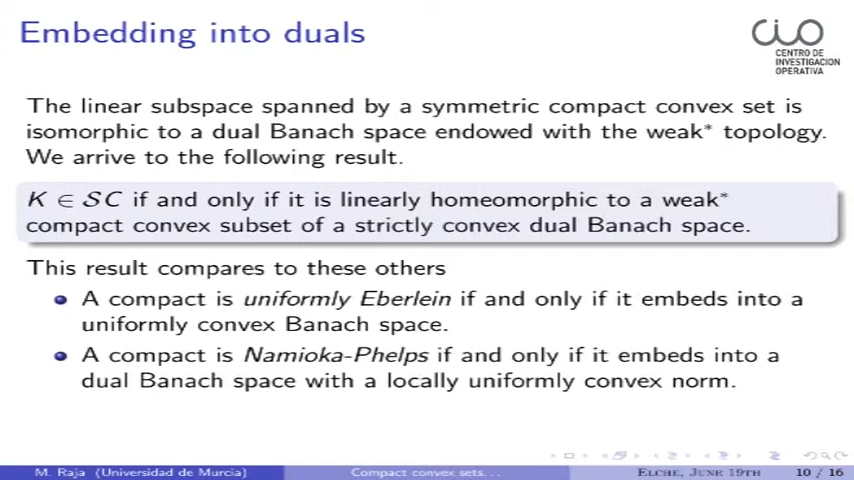 Embedding into duals
CENTRO DE
INVESTIGACION
OPERATIVA
The linear subspace spanned by a symmetric compact convex set is
isomorphic to a dual Banach space endowed with the weak* topology.
We arrive to the following result.
K ∈ SC if and only if it is linearly homeomorphic to a weak*
compact convex subset of a strictly convex dual Banach space.
This result compares to these others
A compact is uniformly Eberlein if and only if it embeds into a
uniformly convex Banach space.
A compact is Namioka-Phelps if and only if it embeds into a
dual Banach space with a locally uniformly convex norm.
M. Raja (Universidad de Murcia) Compact convex sets... Elche, June 19th 10 / 16